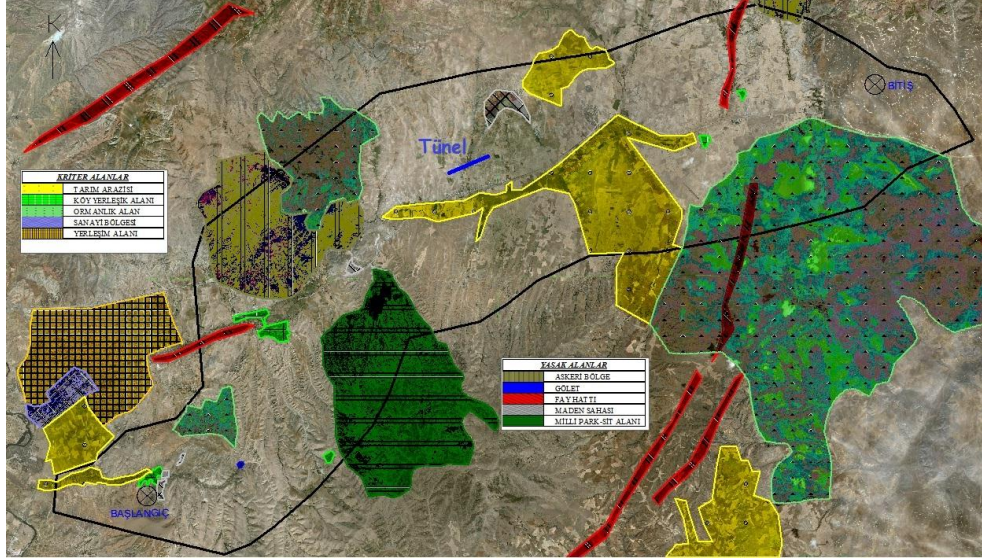 K
Tünel
BİTİŞ
KRİTER ALANLAR
TARIM ARAZİSİ
KÖY YERLEŞİK ALANI
ORMANLIK ALAN
SANAYİ BÖLGESİ
YERLEŞİM ALANI
YASAK ALANLAR
ASKERİ BÖLGE
GÖLET
FAY HATTI
MADEN SAHASI
MİLLİ PARK-SİT ALANI
BAŞLANGIÇ